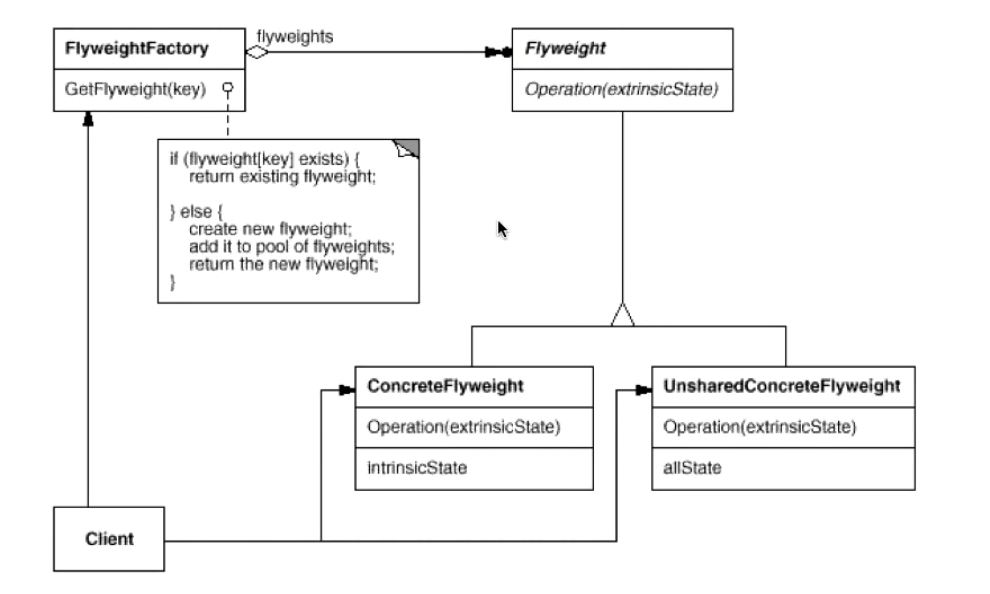 flyweights
FlyweightFactory
Flyweight
GetFlyweight(key)
Operation(extrinsicState)
if (flyweight[key] exists) {
return existing flyweight;
} else {
create new flyweight;
add it to pool of flyweights;
return the new flyweight;
}
ConcreteFlyweight
Operation(extrinsicState)
intrinsicState
UnsharedConcreteFlyweight
Operation(extrinsicState)
allState
Client